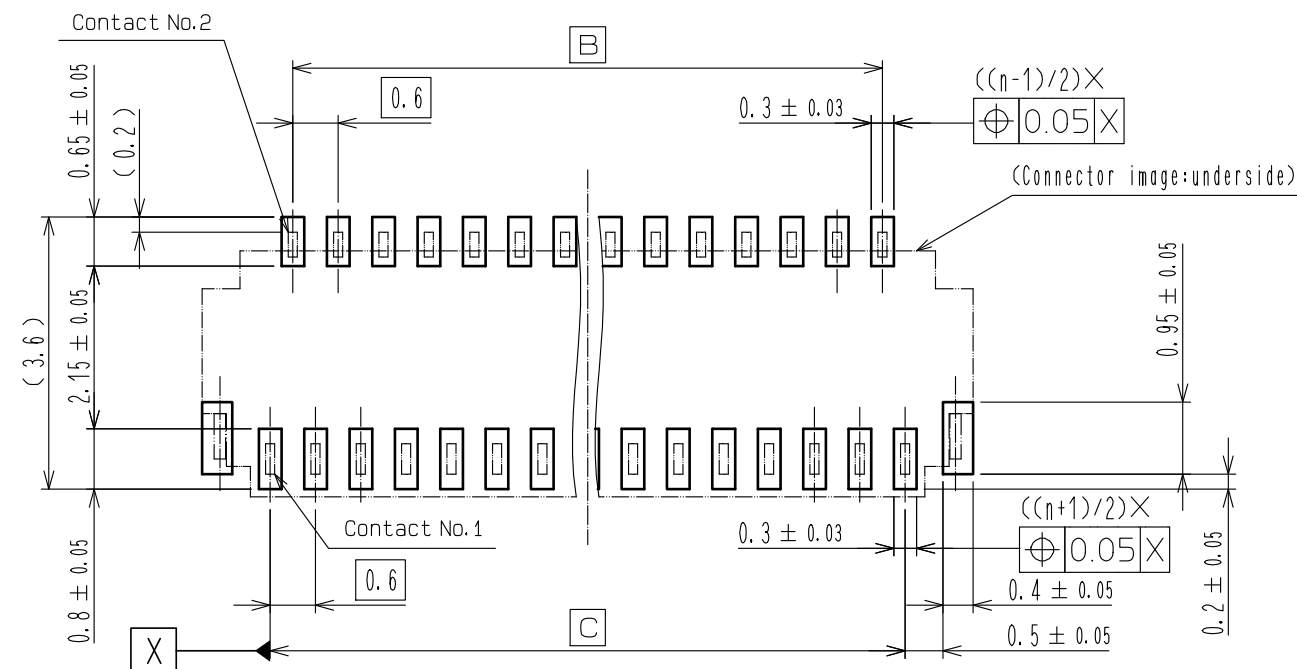 Contact No.2
B
0.6
0.3 ± 0.03
((n-1)/2)X
⌖ 0.05 X
(Connector image:underside)
0.65 ± 0.05
(0.2)
(3.6)
2.15 ± 0.05
0.8 ± 0.05
0.95 ± 0.05
0.2 ± 0.05
Contact No.1
0.6
0.3 ± 0.03
((n+1)/2)X
⌖ 0.05 X
0.4 ± 0.05
C
0.5 ± 0.05
X